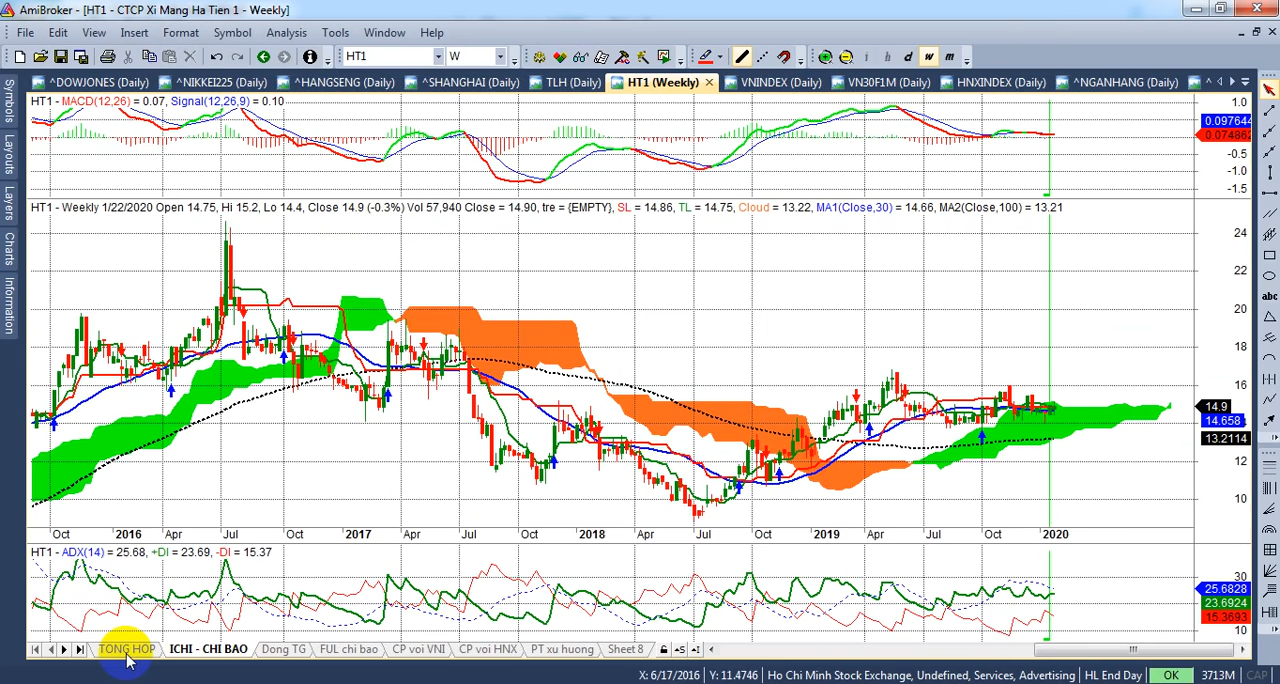 AmiBroker - [HT1 - CTCP Xi Mang Ha Tien 1 - Weekly]
File Edit View Insert Format Symbol Analysis Tools Window Help
HT1 W i h d w m
^DOWJONES (Daily) ^NIKKEI225 (Daily) ^HANGSENG (Daily) ^SHANGHAI (Daily) TLH (Daily) HT1 (Weekly) VNINDEX (Daily) VN30F1M (Daily) HNXINDEX (Daily) ^NGANHANG (Daily)
Symbols
Layouts
Layers
Charts
Information
HT1 - MACD(12,26) = 0.07, Signal(12,26,9) = 0.10
1.0
0.097644
0.074862
-0.5
-1.0
-1.5
HT1 - Weekly 1/22/2020 Open 14.75, Hi 15.2, Lo 14.4, Close 14.9 (-0.3%) Vol 57,940 Close = 14.90, tre = {EMPTY}, SL = 14.86, TL = 14.75, Cloud = 13.22, MA1(Close,30) = 14.66, MA2(Close,100) = 13.21
24
22
20
18
16
14.9
14.658
13.2114
12
10
Oct 2016 Apr Jul Oct 2017 Apr Jul Oct 2018 Apr Jul Oct 2019 Apr Jul Oct 2020
HT1 - ADX(14) = 25.68, +DI = 23.69, -DI = 15.37
30
25.6828
23.6924
15.3693
10
TONG HOP ICHI - CHI BAO Dong TG FUL chi bao CP voi VNI CP voi HNX PT xu huong Sheet 8
X: 6/17/2016 Y: 11.4746 Ho Chi Minh Stock Exchange, Undefined, Services, Advertising HL End Day OK 3713M CAP
abc